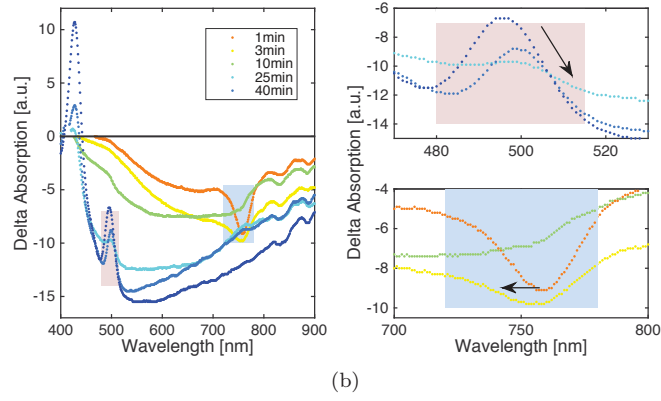 10
5
0
-5
-10
-15
400 500 600 700 800 900
Wavelength [nm]
Delta Absorption [a.u.]
1min
3min
10min
25min
40min
-6
-8
-10
-12
-14
480 500 520
Delta Absorption [a.u.]
-4
-6
-8
-10
700 750 800
Wavelength [nm]
(b)